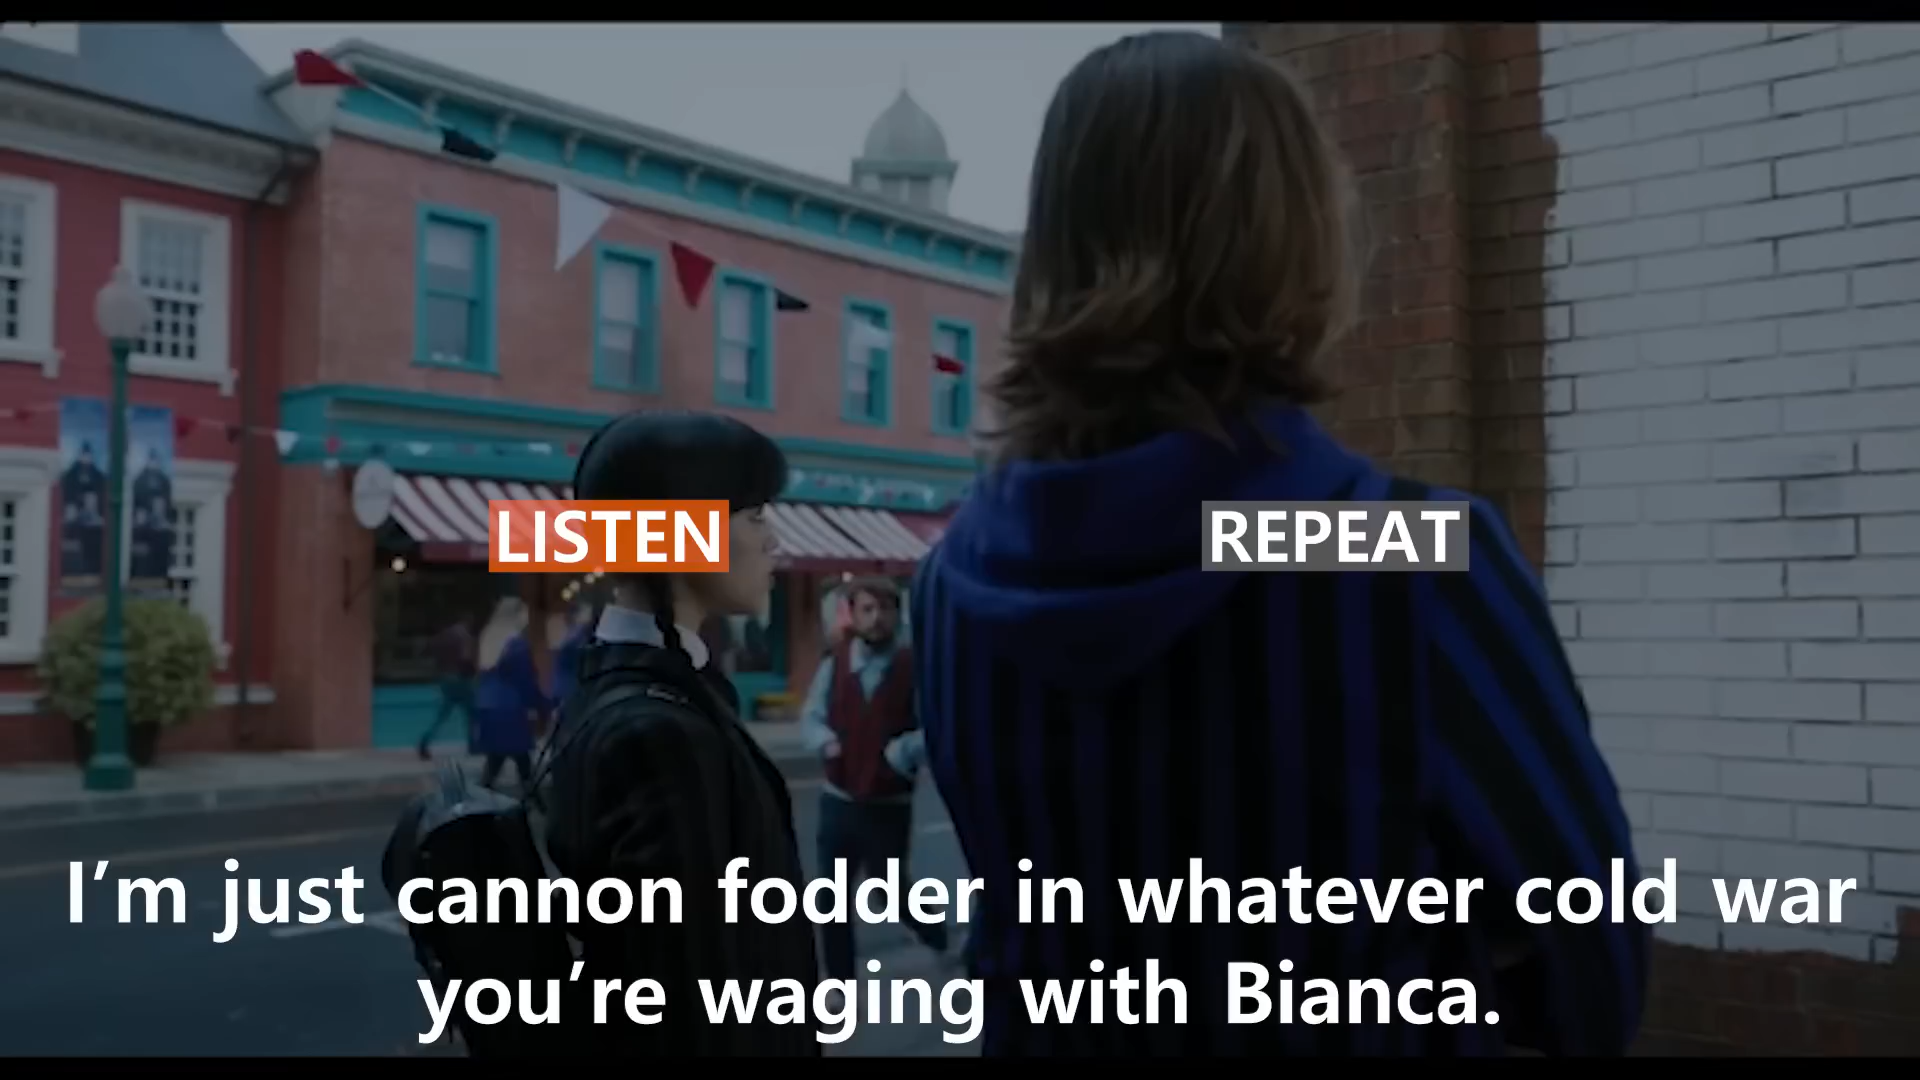 LISTEN
REPEAT
I’m just cannon fodder in whatever cold war
you’re waging with Bianca.